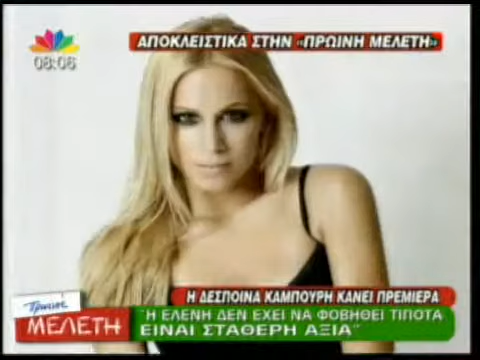 ΑΠΟΚΛΕΙΣΤΙΚΑ ΣΤΗΝ «ΠΡΩΙΝΗ ΜΕΛΕΤΗ»
08:06
Η ΔΕΣΠΟΙΝΑ ΚΑΜΠΟΥΡΗ ΚΑΝΕΙ ΠΡΕΜΙΕΡΑ
Πρωινή
ΜΕΛΕΤΗ
"Η ΕΛΕΝΗ ΔΕΝ ΕΧΕΙ ΝΑ ΦΟΒΗΘΕΙ ΤΙΠΟΤΑ
ΕΙΝΑΙ ΣΤΑΘΕΡΗ ΑΞΙΑ"